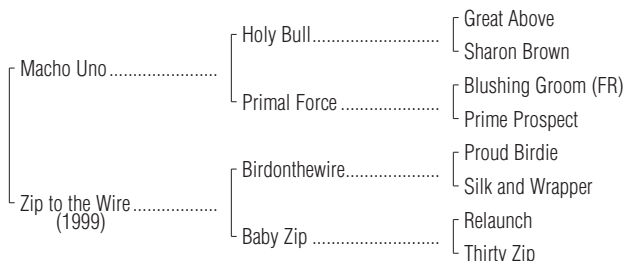 Great Above
Holy Bull
Sharon Brown
Macho Uno
Blushing Groom (FR)
Primal Force
Prime Prospect
Proud Birdie
Birdonthewire
Silk and Wrapper
Zip to the Wire
(1999)
Relaunch
Baby Zip
Thirty Zip